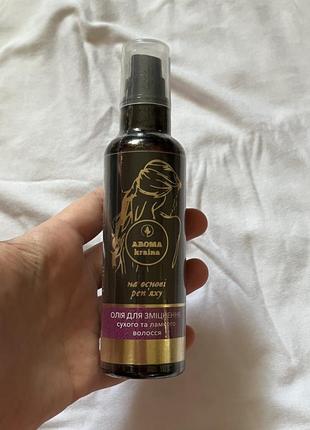 AROMA
kraina
на основі
реп'яху
ОЛІЯ ДЛЯ ЗМІЦНЕННЯ
СУХОГО ТА ЛАМКОГО
ВОЛОССЯ